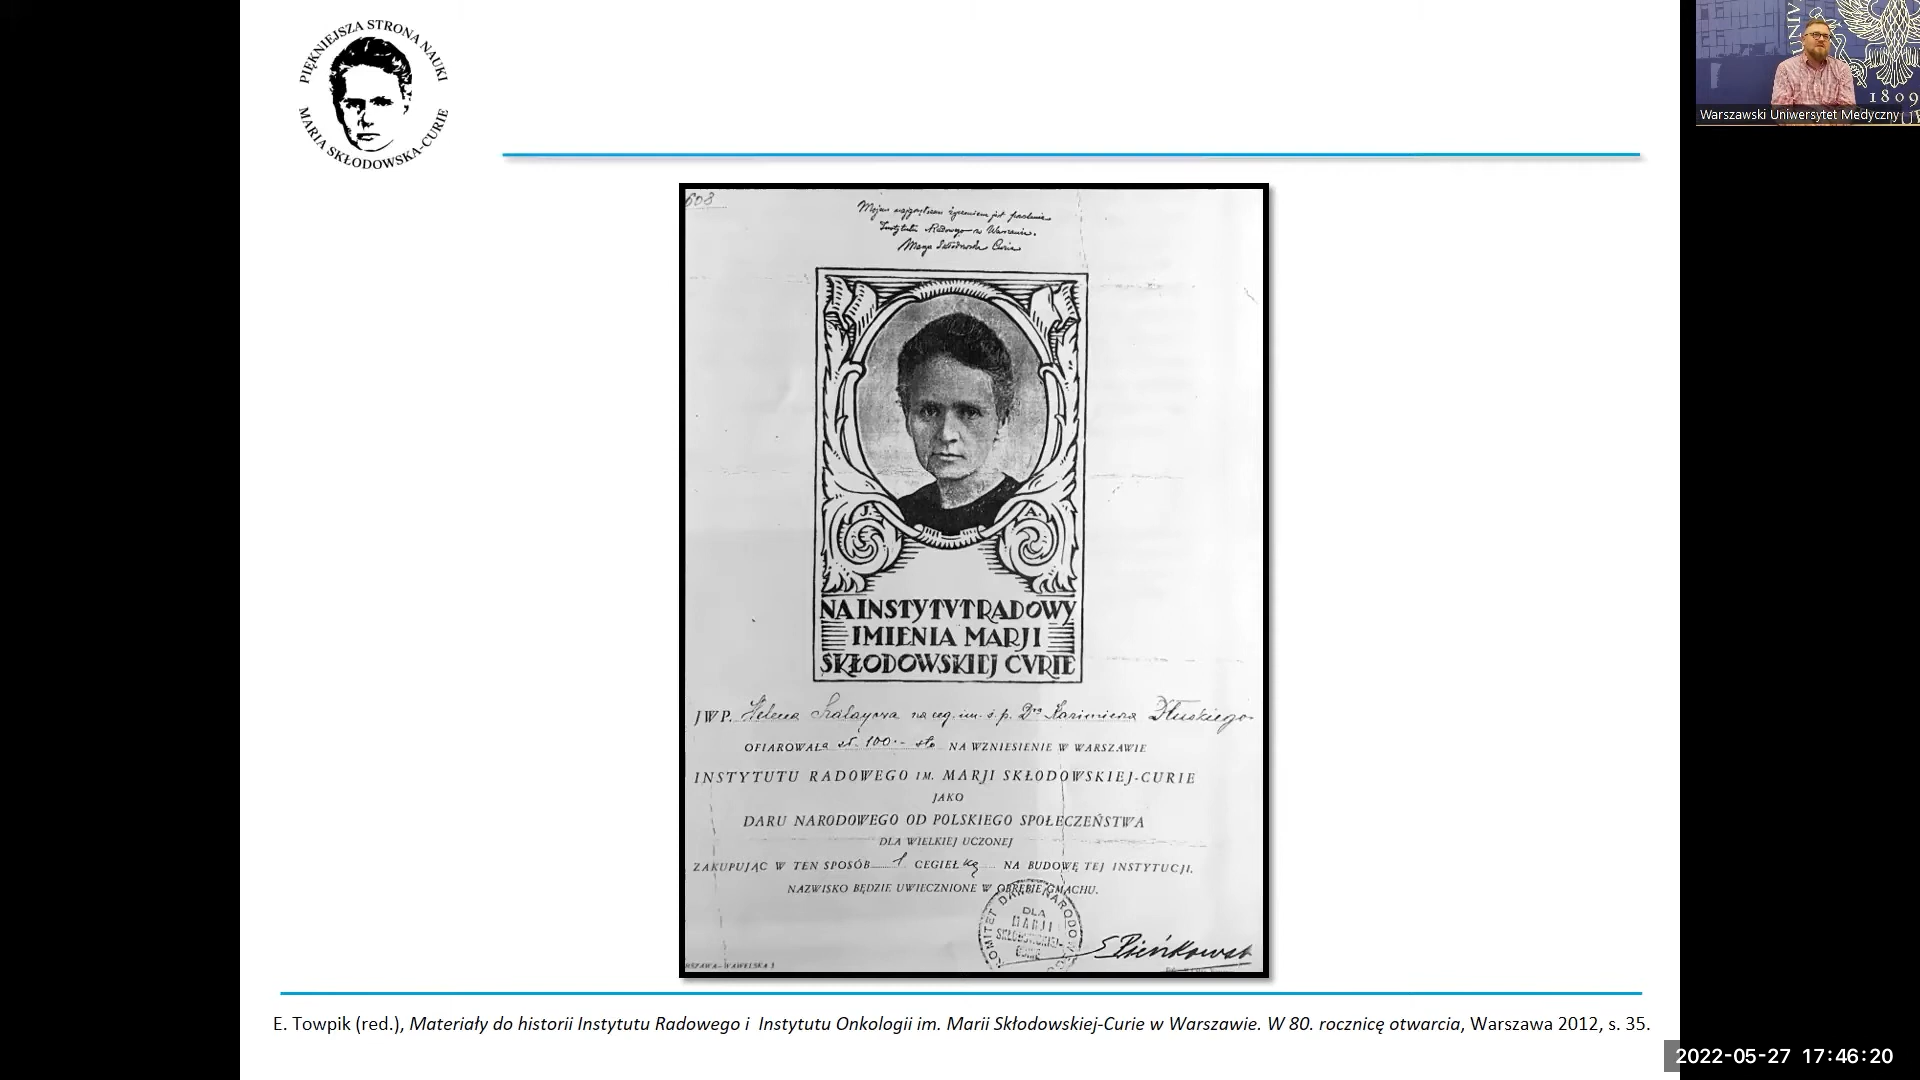 PIĘKNIEJSZA STRONA NAUKI
MARIA SKŁODOWSKA-CURIE
1809
Warszawski Uniwersytet Medyczny
608
Mojem najgorętszem życzeniem jest powstanie
Instytutu Radowego w Warszawie.
Marja Skłodowska Curie
J. A.
NA INSTYTVT RADOWY
IMIENIA MARJI
SKŁODOWSKIEJ CVRIE
JWP. Helena na im. ś.p. Dra Kazimierza Dłuskiego
OFIAROWAŁa zł. 100.- sto NA WZNIESIENIE W WARSZAWIE
INSTYTUTU RADOWEGO IM. MARJI SKŁODOWSKIEJ-CURIE
JAKO
DARU NARODOWEGO OD POLSKIEGO SPOŁECZEŃSTWA
DLA WIELKIEJ UCZONEJ
ZAKUPUJĄC W TEN SPOSÓB 1 CEGIEŁkę NA BUDOWĘ TEJ INSTYTUCJI.
NAZWISKO BĘDZIE UWIECZNIONE W OBRĘBIE GMACHU.
KOMITET DARU NARODOWEGO
DLA
MARJI
SKŁODOWSKIEJ-
CURIE
S. Pieńkowski
RSZAWA-WAWELSKA
E. Towpik (red.), Materiały do historii Instytutu Radowego i Instytutu Onkologii im. Marii Skłodowskiej-Curie w Warszawie. W 80. rocznicę otwarcia, Warszawa 2012, s. 35.
2022-05-27 17:46:20